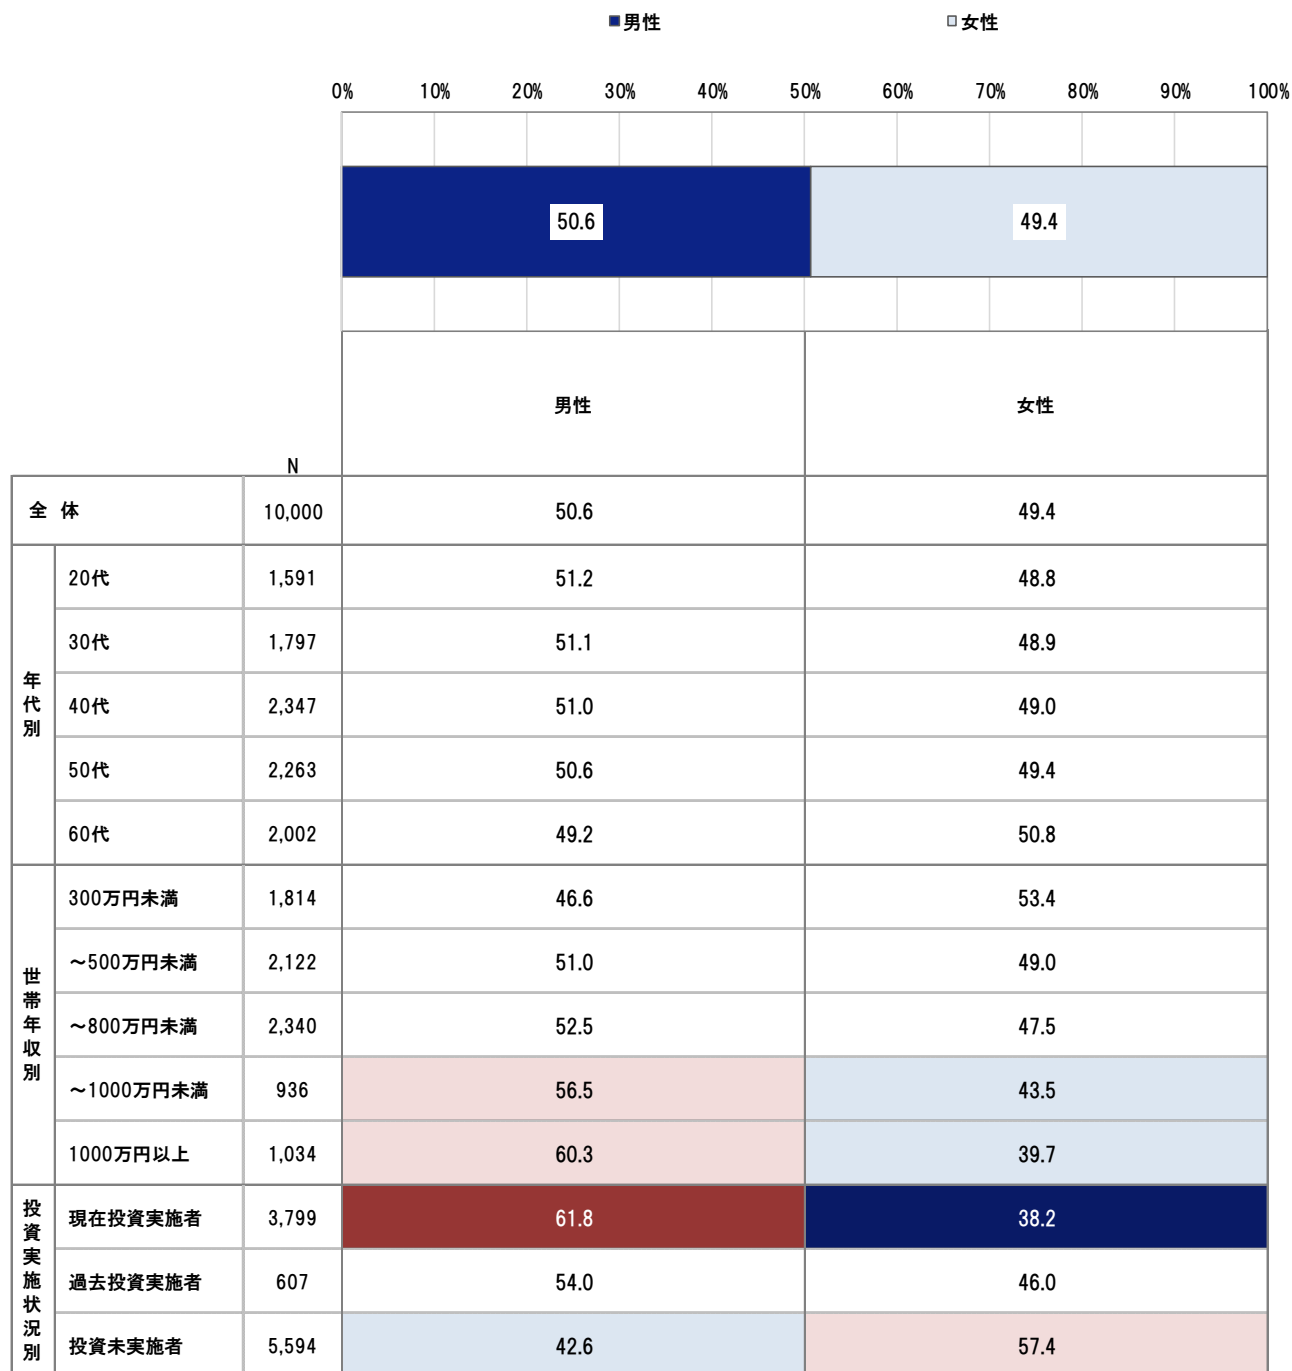 男性 女性
0% 10% 20% 30% 40% 50% 60% 70% 80% 90% 100%
50.6 49.4
男性 女性
N
全 体 10,000 50.6 49.4
年代別
20代 1,591 51.2 48.8
30代 1,797 51.1 48.9
40代 2,347 51.0 49.0
50代 2,263 50.6 49.4
60代 2,002 49.2 50.8
世帯年収別
300万円未満 1,814 46.6 53.4
～500万円未満 2,122 51.0 49.0
～800万円未満 2,340 52.5 47.5
～1000万円未満 936 56.5 43.5
1000万円以上 1,034 60.3 39.7
投資実施状況別
現在投資実施者 3,799 61.8 38.2
過去投資実施者 607 54.0 46.0
投資未実施者 5,594 42.6 57.4